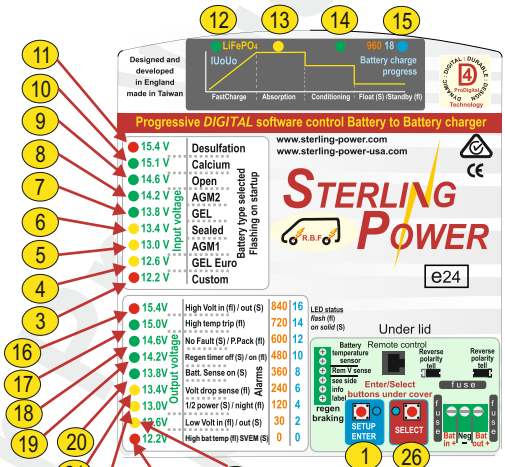 12 13 14 15
LiFePO4 960 18
IUoUo Battery charge progress
FastCharge Absorption Conditioning Float (S) /Standby (fl)
Designed and
developed
in England
made in Taiwan
DYNAMIC · DIGITAL · DURABLE · DESIGN
D4
ProDigital
Technology
Progressive DIGITAL software control Battery to Battery charger
www.sterling-power.com
www.sterling-power-usa.com
CE
STERLING
POWER
R.B.F
e24
11
10
9
8
7
6
5
4
3
Input voltage
15.4 V Desulfation
15.1 V Calcium
14.6 V Open
14.2 V AGM2
13.8 V GEL
13.4 V Sealed
13.0 V AGM1
12.6 V GEL Euro
12.2 V Custom
Battery type selected
Flashing on startup
16
17
18
19
20
Output voltage
15.4V High Volt in (fl) / out (S) 840 16
15.0V High temp trip (fl) 720 14
14.6V No Fault (S) / P.Pack (fl) 600 12
14.2V Regen timer off (S) / on (fl) 480 10
13.8V Batt. Sense on (S) 360 8
13.4V Volt drop sense (fl) 240 6
13.0V 1/2 power (S) / night (fl) 120 4
12.6V Low Volt in (fl) / out (S) 30 2
12.2V High bat temp (fl) SVEM (S) 0 0
Alarms
LED status
flash (fl)
on solid (S)
Under lid
Battery
temperature
sensor
Rem V sense
see side
info
label
regen
braking
Remote control
Reverse
polarity
tell
Reverse
polarity
tell
fuse
Enter/Select
buttons under cover
SETUP
ENTER
SELECT
fuse
Bat
in +
Neg
-
Bat
out +
fuse
1 26